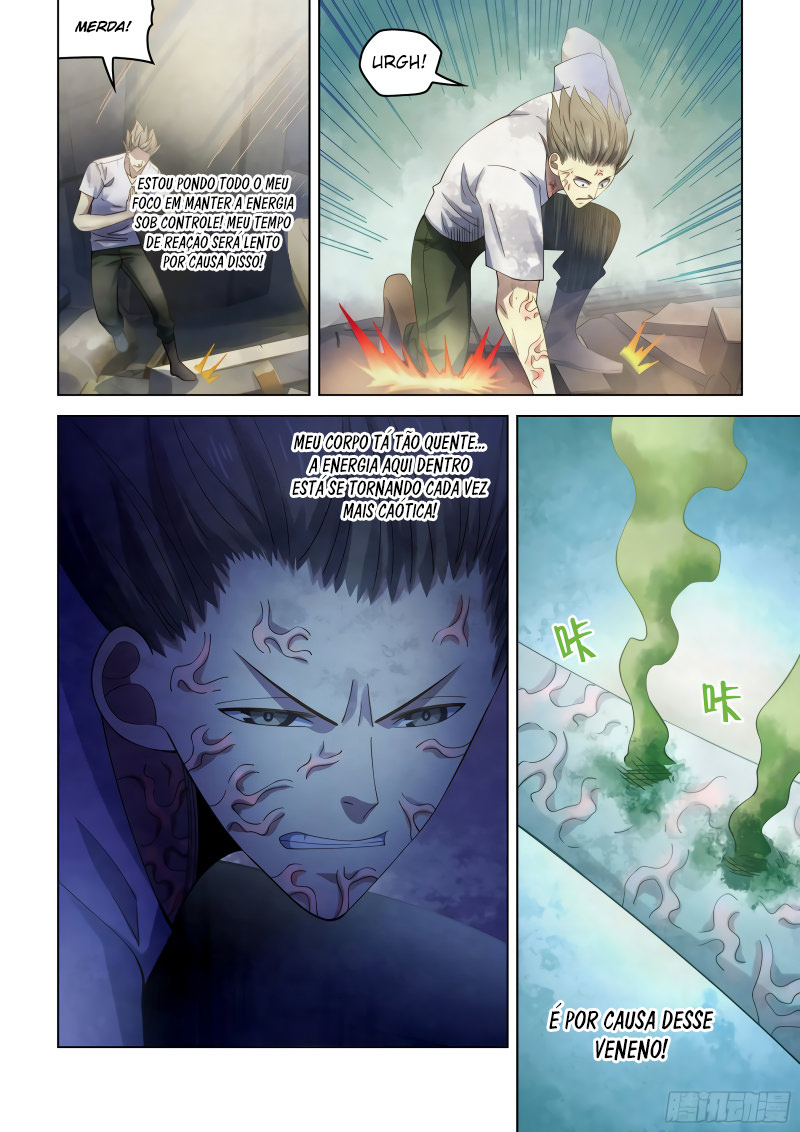 MERDA!
ESTOU PONDO TODO O MEU
FOCO EM MANTER A ENERGIA
SOB CONTROLE! MEU TEMPO
DE REAÇÃO SERÁ LENTO
POR CAUSA DISSO!
URGH!
MEU CORPO TÁ TÃO QUENTE...
A ENERGIA AQUI DENTRO
ESTÁ SE TORNANDO CADA VEZ
MAIS CAÓTICA!
咔
咔
É POR CAUSA DESSE
VENENO!
腾讯动漫